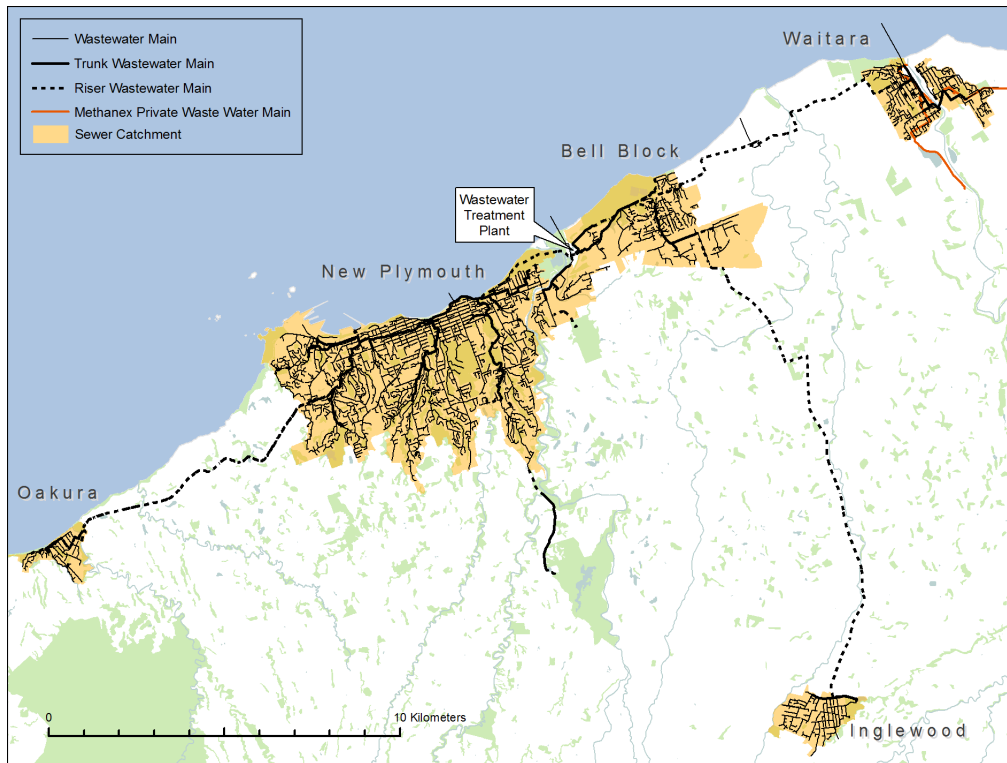 Wastewater Main
Trunk Wastewater Main
Riser Wastewater Main
Methanex Private Waste Water Main
Sewer Catchment
Waitara
Bell Block
Wastewater
Treatment
Plant
New Plymouth
Oakura
0
10 Kilometers
Inglewood